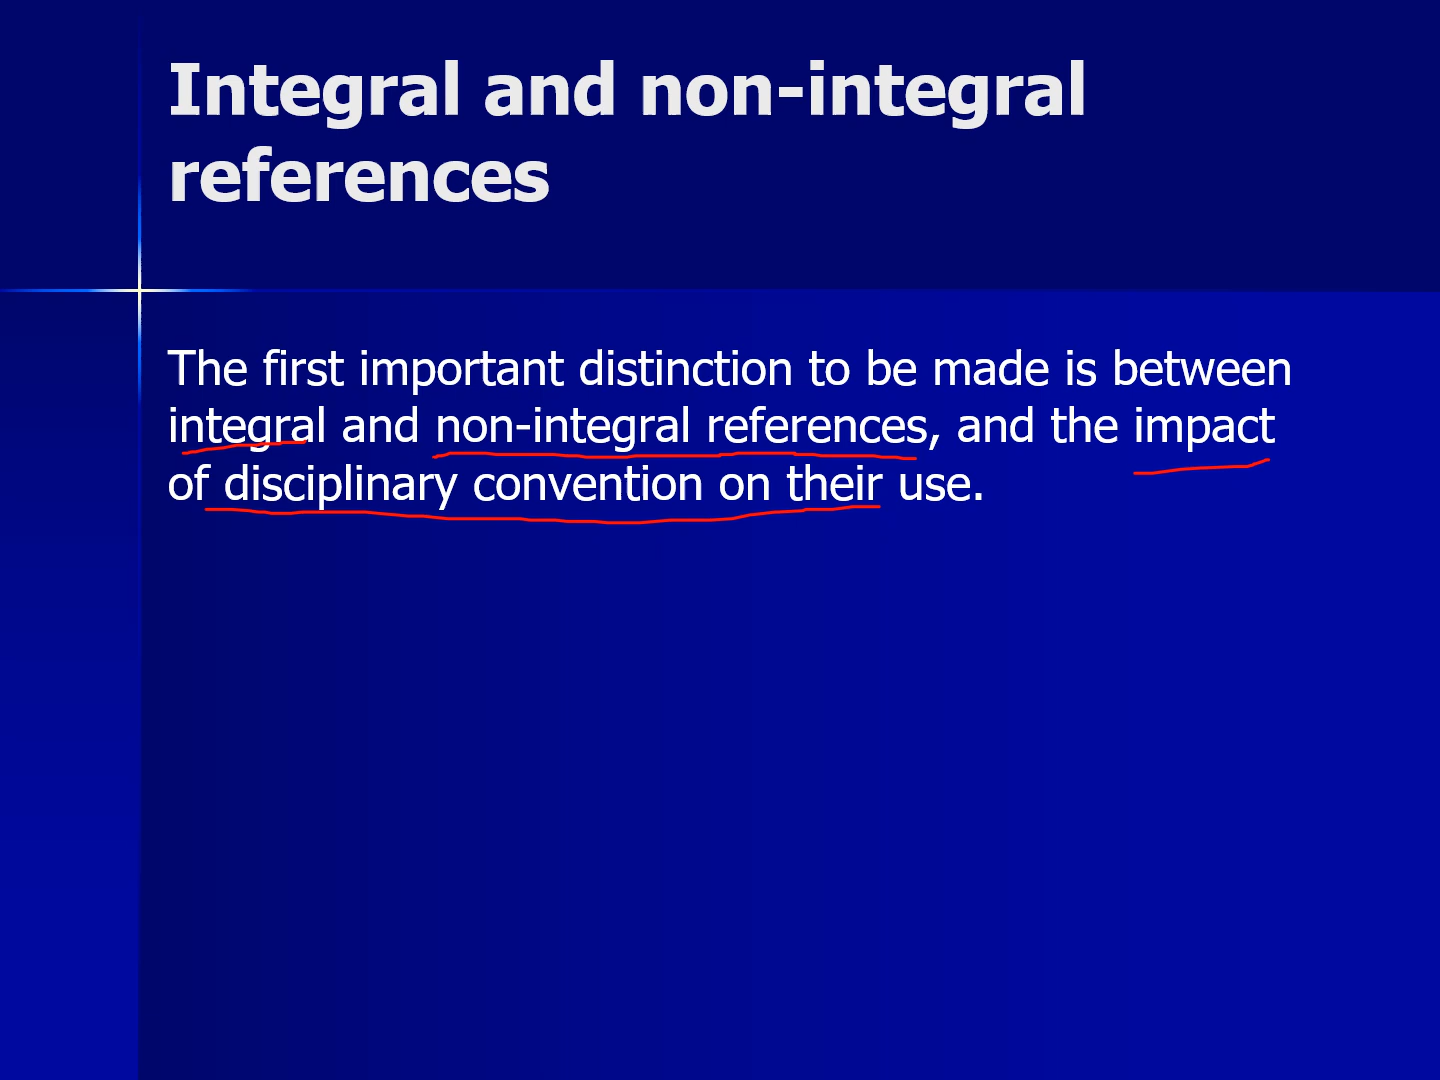 Integral and non-integral
references
The first important distinction to be made is between
integral and non-integral references, and the impact
of disciplinary convention on their use.